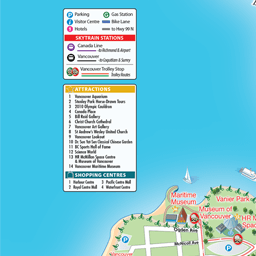 Parking
Gas Station
Visitor Centre
Bike Lane
Hotels
to Hwy 99 N
SKYTRAIN STATIONS
Canada Line
to Richmond & Airport
Vancouver
to Coquitlam & Surrey
Vancouver Trolley Stop
Trolley Routes
ATTRACTIONS
1 Vancouver Aquarium
2 Stanley Park Horse-Drawn Tours
3 2010 Olympic Cauldron
4 Canada Place
5 Bill Reid Gallery
6 Christ Church Cathedral
7 Vancouver Art Gallery
8 St Andrew's Wesley United Church
9 Vancouver Lookout
10 Dr Sun Yat-Sen Classical Chinese Garden
11 BC Sports Hall of Fame
12 Science World
13 HR MacMillan Space Centre
& Museum of Vancouver
14 Vancouver Maritime Museum
SHOPPING CENTRES
1 Harbour Centre
3 Pacific Centre Mall
2 Royal Centre Mall
4 Waterfront Centre
Maritime
Museum
Vanier Park
Museum of
Vancouver
HR M
Space
Ogden Ave
McNicoll Ave